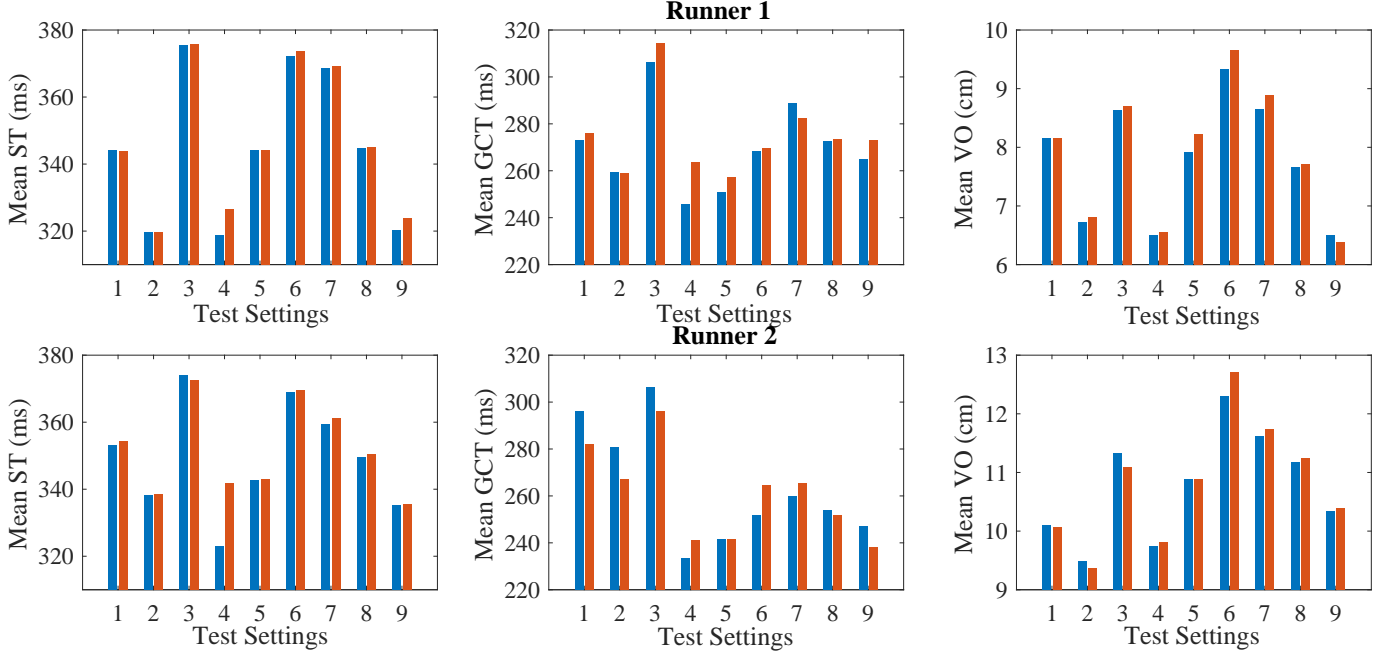 Runner 1
Mean ST (ms)
380
360
340
320
1 2 3 4 5 6 7 8 9
Test Settings
Mean GCT (ms)
320
300
280
260
240
220
1 2 3 4 5 6 7 8 9
Test Settings
Mean VO (cm)
10
9
8
7
6
1 2 3 4 5 6 7 8 9
Test Settings
Runner 2
Mean ST (ms)
380
360
340
320
1 2 3 4 5 6 7 8 9
Test Settings
Mean GCT (ms)
320
300
280
260
240
220
1 2 3 4 5 6 7 8 9
Test Settings
Mean VO (cm)
13
12
11
10
9
1 2 3 4 5 6 7 8 9
Test Settings